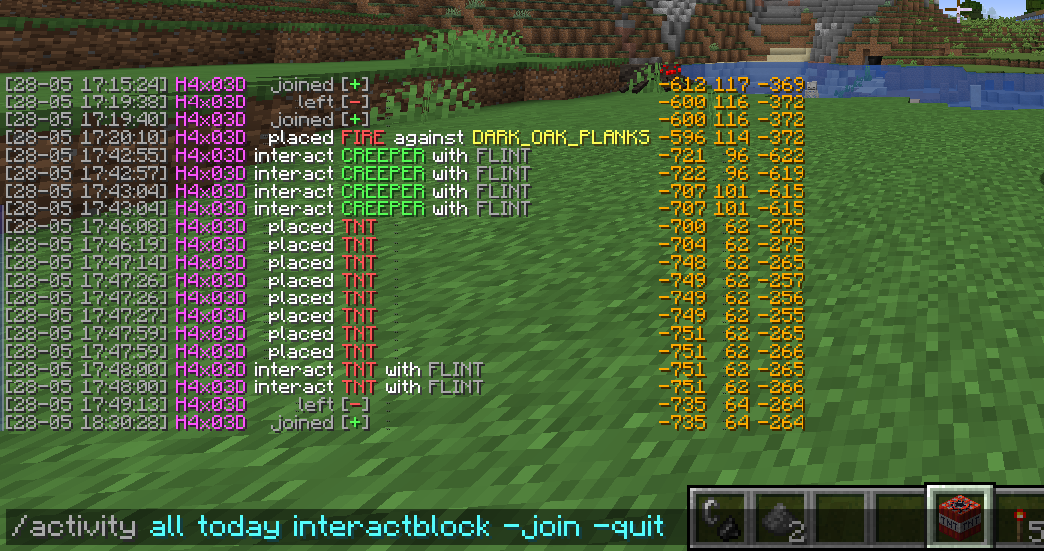 [28-05 17:15:24] H4x03D joined [+] -612 117 -369
[28-05 17:19:38] H4x03D left [-] -600 116 -372
[28-05 17:19:40] H4x03D joined [+] -600 116 -372
[28-05 17:20:10] H4x03D placed FIRE against DARK_OAK_PLANKS -596 114 -372
[28-05 17:42:55] H4x03D interact CREEPER with FLINT -721 96 -622
[28-05 17:42:57] H4x03D interact CREEPER with FLINT -722 96 -619
[28-05 17:43:04] H4x03D interact CREEPER with FLINT -707 101 -615
[28-05 17:43:04] H4x03D interact CREEPER with FLINT -707 101 -615
[28-05 17:46:08] H4x03D placed TNT -700 62 -275
[28-05 17:46:19] H4x03D placed TNT -704 62 -275
[28-05 17:47:14] H4x03D placed TNT -748 62 -265
[28-05 17:47:26] H4x03D placed TNT -749 62 -257
[28-05 17:47:26] H4x03D placed TNT -749 62 -256
[28-05 17:47:27] H4x03D placed TNT -749 62 -255
[28-05 17:47:59] H4x03D placed TNT -751 62 -265
[28-05 17:47:59] H4x03D placed TNT -751 62 -266
[28-05 17:48:00] H4x03D interact TNT with FLINT -751 62 -265
[28-05 17:48:00] H4x03D interact TNT with FLINT -751 62 -266
[28-05 17:49:13] H4x03D left [-] -735 64 -264
[28-05 18:30:28] H4x03D joined [+] -735 64 -264
/activity all today interactblock -join -quit
2
TNT
5